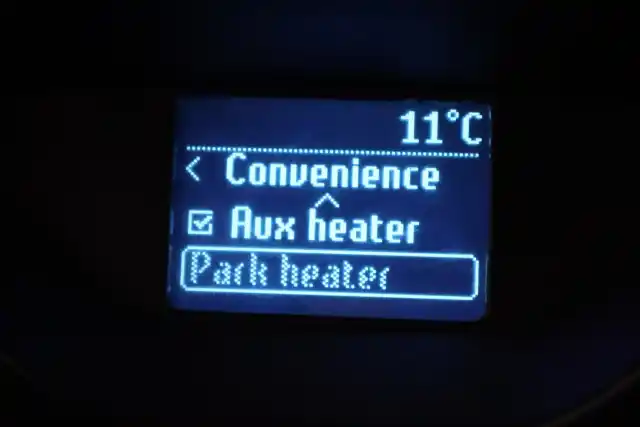 11°C
< Convenience
Aux heater
Park heater